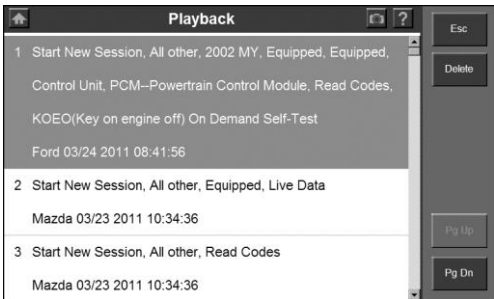 Playback
?
Esc
1 Start New Session, All other, 2002 MY, Equipped, Equipped,
Delete
Control Unit, PCM--Powertrain Control Module, Read Codes,
KOEO(Key on engine off) On Demand Self-Test
Ford 03/24 2011 08:41:56
2 Start New Session, All other, Equipped, Live Data
Mazda 03/23 2011 10:34:36
Pg Up
3 Start New Session, All other, Read Codes
Pg Dn
Mazda 03/23 2011 10:34:36